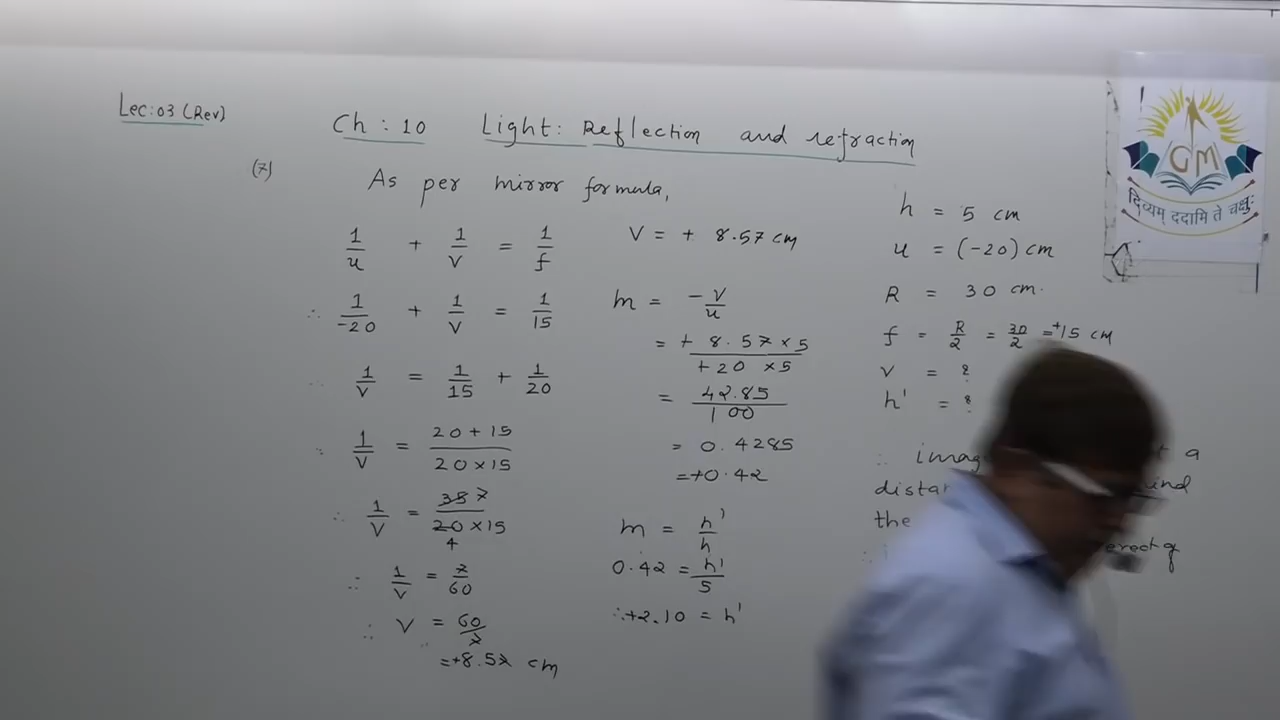 Lec:03 (Rev)
Ch : 10 Light: Reflection and refraction
(7) As per mirror formula,
1/u + 1/v = 1/f
∴ 1/-20 + 1/v = 1/15
∴ 1/v = 1/15 + 1/20
∴ 1/v = 20 + 15 / 20 × 15
∴ 1/v = 35 7 / 20 × 15 4
∴ 1/v = 7/60
∴ v = 60/7
= +8.57 cm
V = + 8.57 cm
m = -v/u
= + 8.57 × 5 / +20 × 5
= 42.85 / 100
= 0.4285
= +0.42
m = h'/h
0.42 = h'/5
∴ +2.10 = h'
h = 5 cm
u = (-20) cm
R = 30 cm.
f = R/2 = 30/2 = +15 cm
v = ?
h' = ?
∴ a
the
GM
दिव्यम् ददामि ते चक्षुः